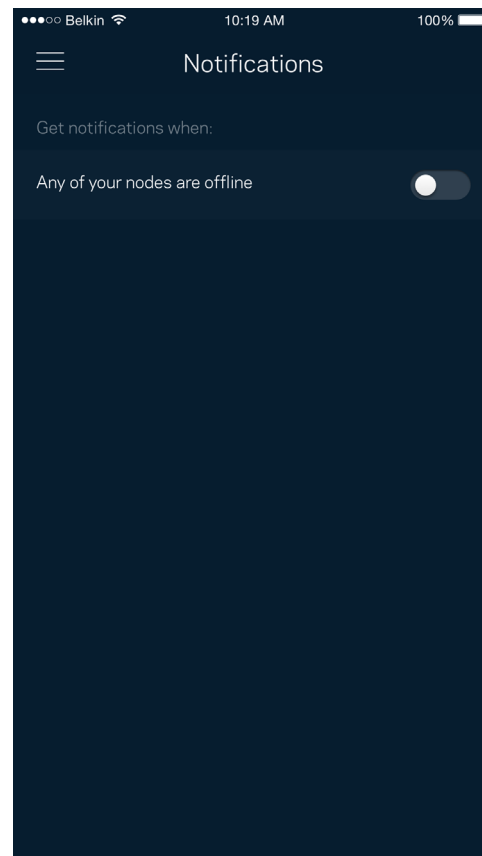 Belkin 10:19 AM 100%
Notifications
Get notifications when:
Any of your nodes are offline